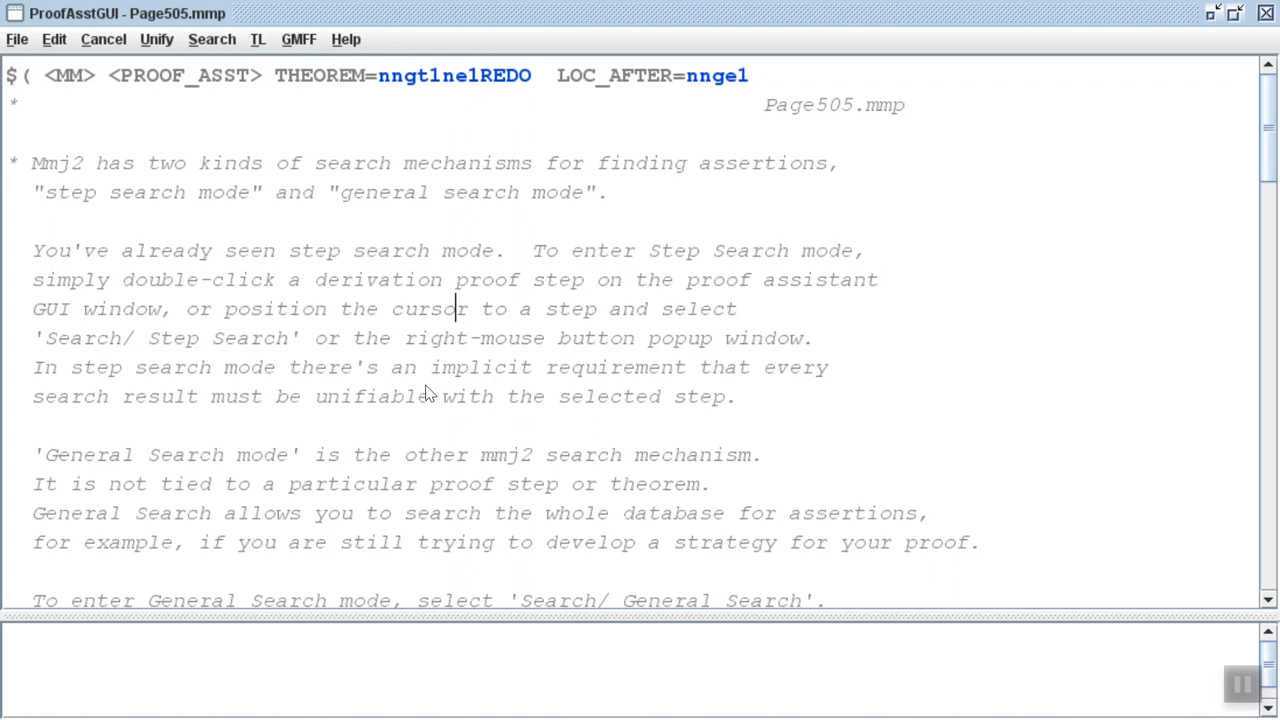 ProofAsstGUI - Page505.mmp
File Edit Cancel Unify Search TL GMFF Help
$( <MM> <PROOF_ASST> THEOREM=nngt1ne1REDO LOC_AFTER=nnge1
* Page505.mmp
* Mmj2 has two kinds of search mechanisms for finding assertions,
"step search mode" and "general search mode".
You've already seen step search mode. To enter Step Search mode,
simply double-click a derivation proof step on the proof assistant
GUI window, or position the cursor to a step and select
'Search/ Step Search' or the right-mouse button popup window.
In step search mode there's an implicit requirement that every
search result must be unifiable with the selected step.
'General Search mode' is the other mmj2 search mechanism.
It is not tied to a particular proof step or theorem.
General Search allows you to search the whole database for assertions,
for example, if you are still trying to develop a strategy for your proof.
To enter General Search mode, select 'Search/ General Search'.